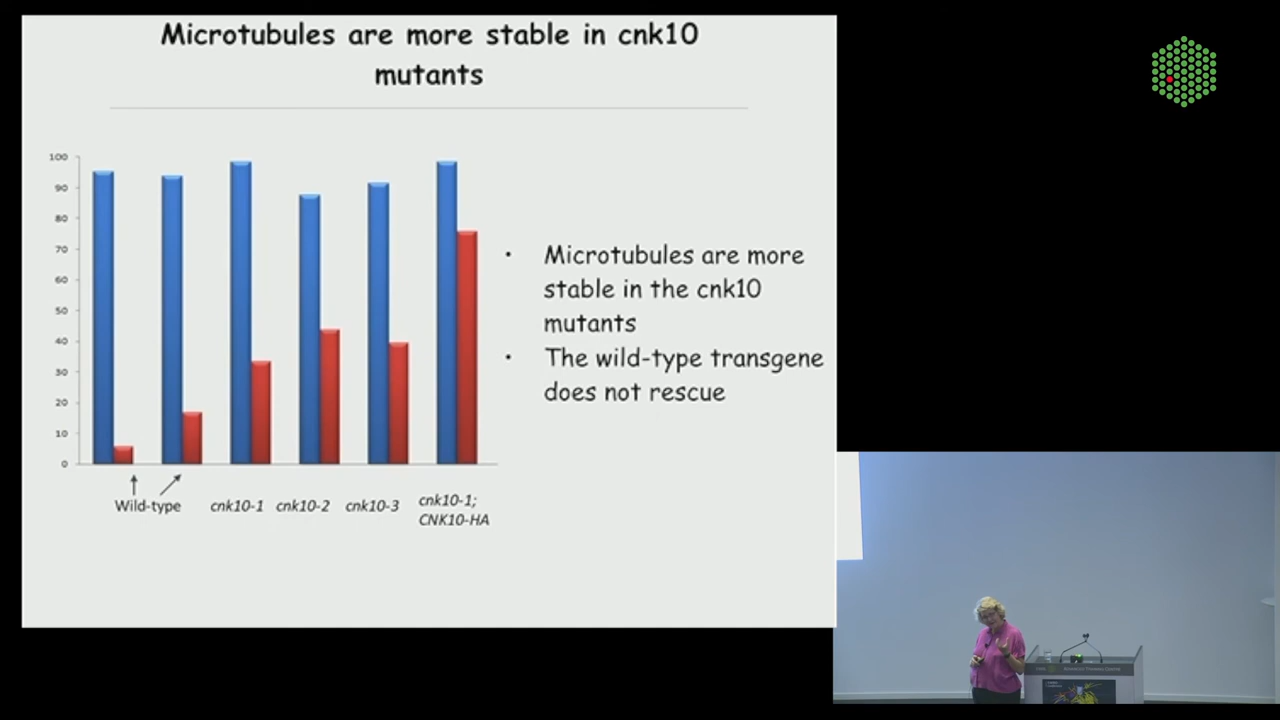 Microtubules are more stable in cnk10
mutants
100
90
80
70
60
50
40
30
20
10
0
Wild-type
cnk10-1
cnk10-2
cnk10-3
cnk10-1;
CNK10-HA
• Microtubules are more
stable in the cnk10
mutants
• The wild-type transgene
does not rescue